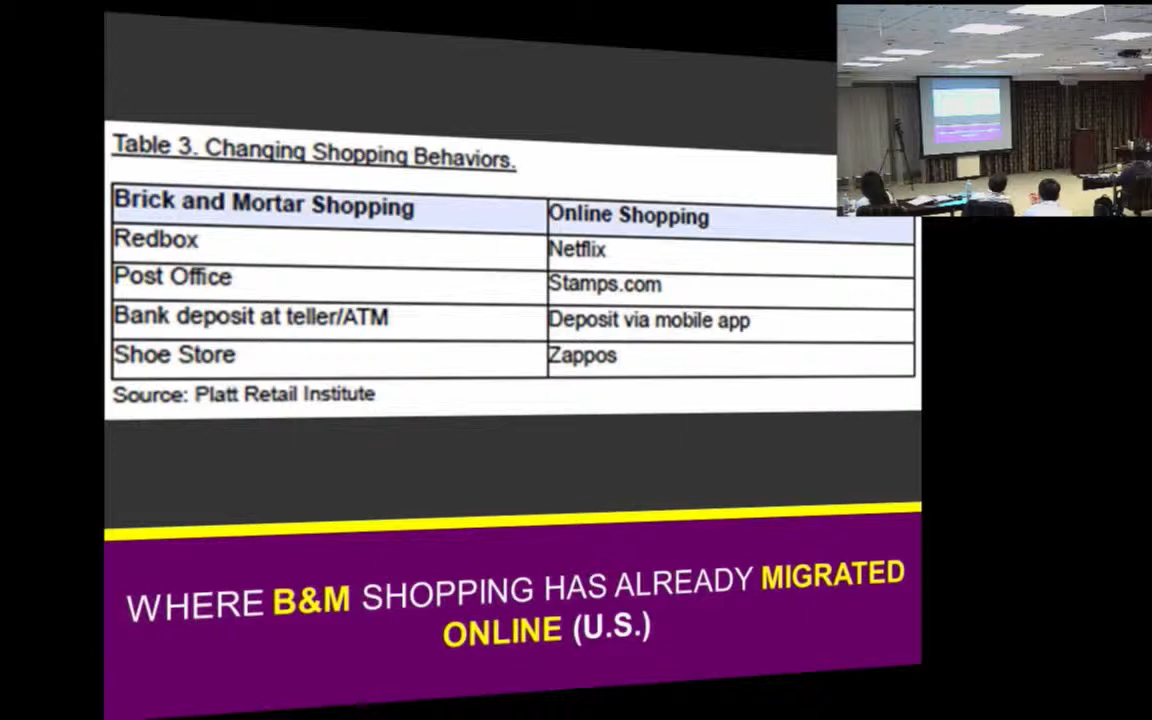 Table 3. Changing Shopping Behaviors.
Brick and Mortar Shopping Online Shopping
Redbox Netflix
Post Office Stamps.com
Bank deposit at teller/ATM Deposit via mobile app
Shoe Store Zappos
Source: Platt Retail Institute
WHERE B&M SHOPPING HAS ALREADY MIGRATED
ONLINE (U.S.)